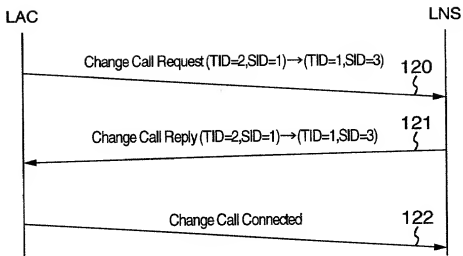 LAC
LNS
Change Call Request (TID=2,SID=1)→(TID=1,SID=3)
120
121
Change Call Reply (TID=2,SID=1)→(TID=1,SID=3)
Change Call Connected
122